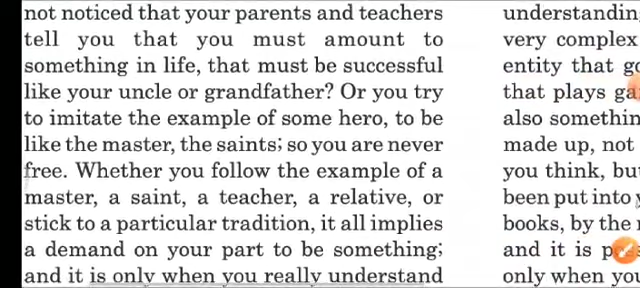 not noticed that your parents and teachers
tell you that you must amount to
something in life, that must be successful
like your uncle or grandfather? Or you try
to imitate the example of some hero, to be
like the master, the saints; so you are never
free. Whether you follow the example of a
master, a saint, a teacher, a relative, or
stick to a particular tradition, it all implies
a demand on your part to be something;
and it is only when you really understand
very complex
entity that
that plays
also
made up, not
you think,
been put into
books, by the
and it is
only when